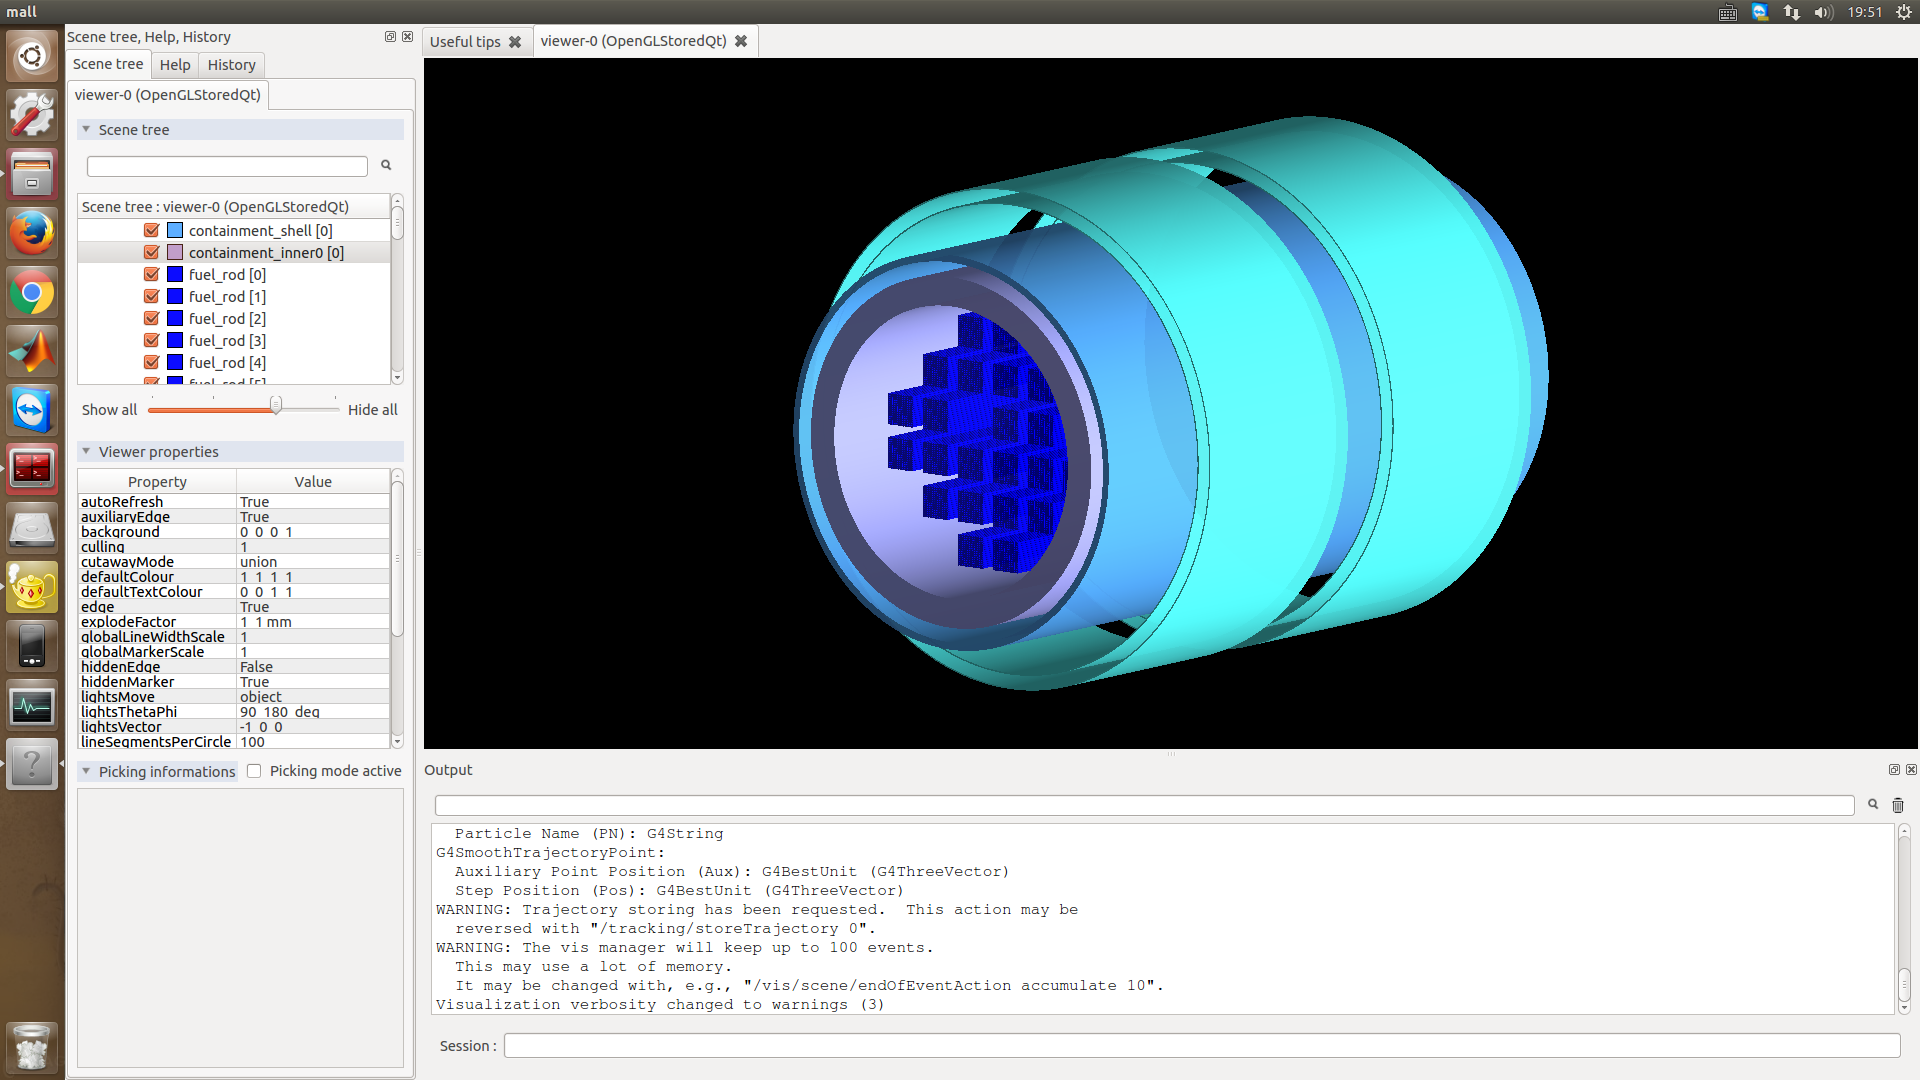 mall
19:51
Scene tree, Help, History
Scene tree
Help
History
viewer-0 (OpenGLStoredQt)
Scene tree
Scene tree : viewer-0 (OpenGLStoredQt)
containment_shell [0]
containment_inner0 [0]
fuel_rod [0]
fuel_rod [1]
fuel_rod [2]
fuel_rod [3]
fuel_rod [4]
fuel_rod [5]
Show all
Hide all
Viewer properties
Property Value
autoRefresh True
auxiliaryEdge True
background 0 0 0 1
culling 1
cutawayMode union
defaultColour 1 1 1 1
defaultTextColour 0 0 1 1
edge True
explodeFactor 1 1 mm
globalLineWidthScale 1
globalMarkerScale 1
hiddenEdge False
hiddenMarker True
lightsMove object
lightsThetaPhi 90 180 deg
lightsVector -1 0 0
lineSegmentsPerCircle 100
Picking informations
Picking mode active
Useful tips
viewer-0 (OpenGLStoredQt)
Output
Particle Name (PN): G4String
G4SmoothTrajectoryPoint:
Auxiliary Point Position (Aux): G4BestUnit (G4ThreeVector)
Step Position (Pos): G4BestUnit (G4ThreeVector)
WARNING: Trajectory storing has been requested.  This action may be
reversed with "/tracking/storeTrajectory 0".
WARNING: The vis manager will keep up to 100 events.
This may use a lot of memory.
It may be changed with, e.g., "/vis/scene/endOfEventAction accumulate 10".
Visualization verbosity changed to warnings (3)
Session :